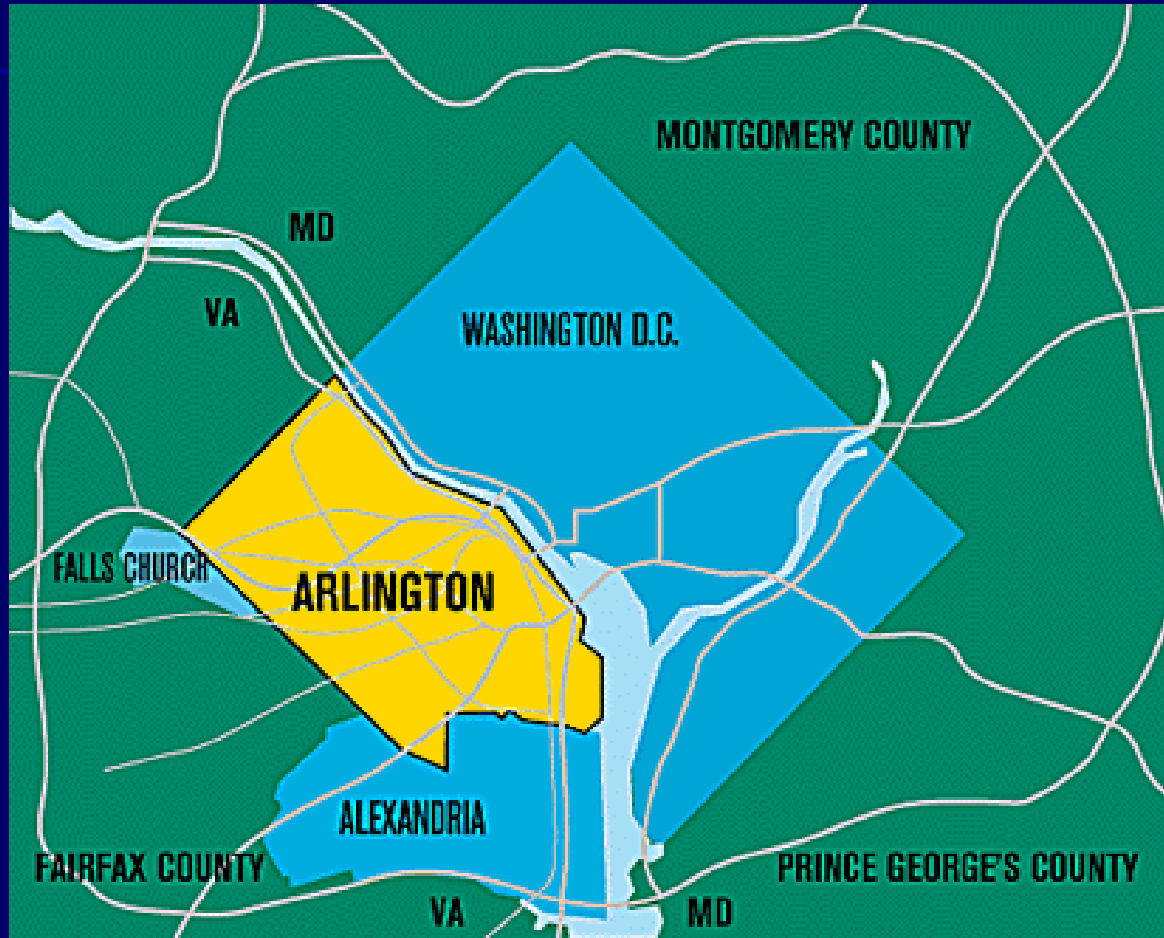 MONTGOMERY COUNTY
MD
VA
WASHINGTON D.C.
FALLS CHURCH
ARLINGTON
ALEXANDRIA
FAIRFAX COUNTY
PRINCE GEORGE'S COUNTY
VA
MD